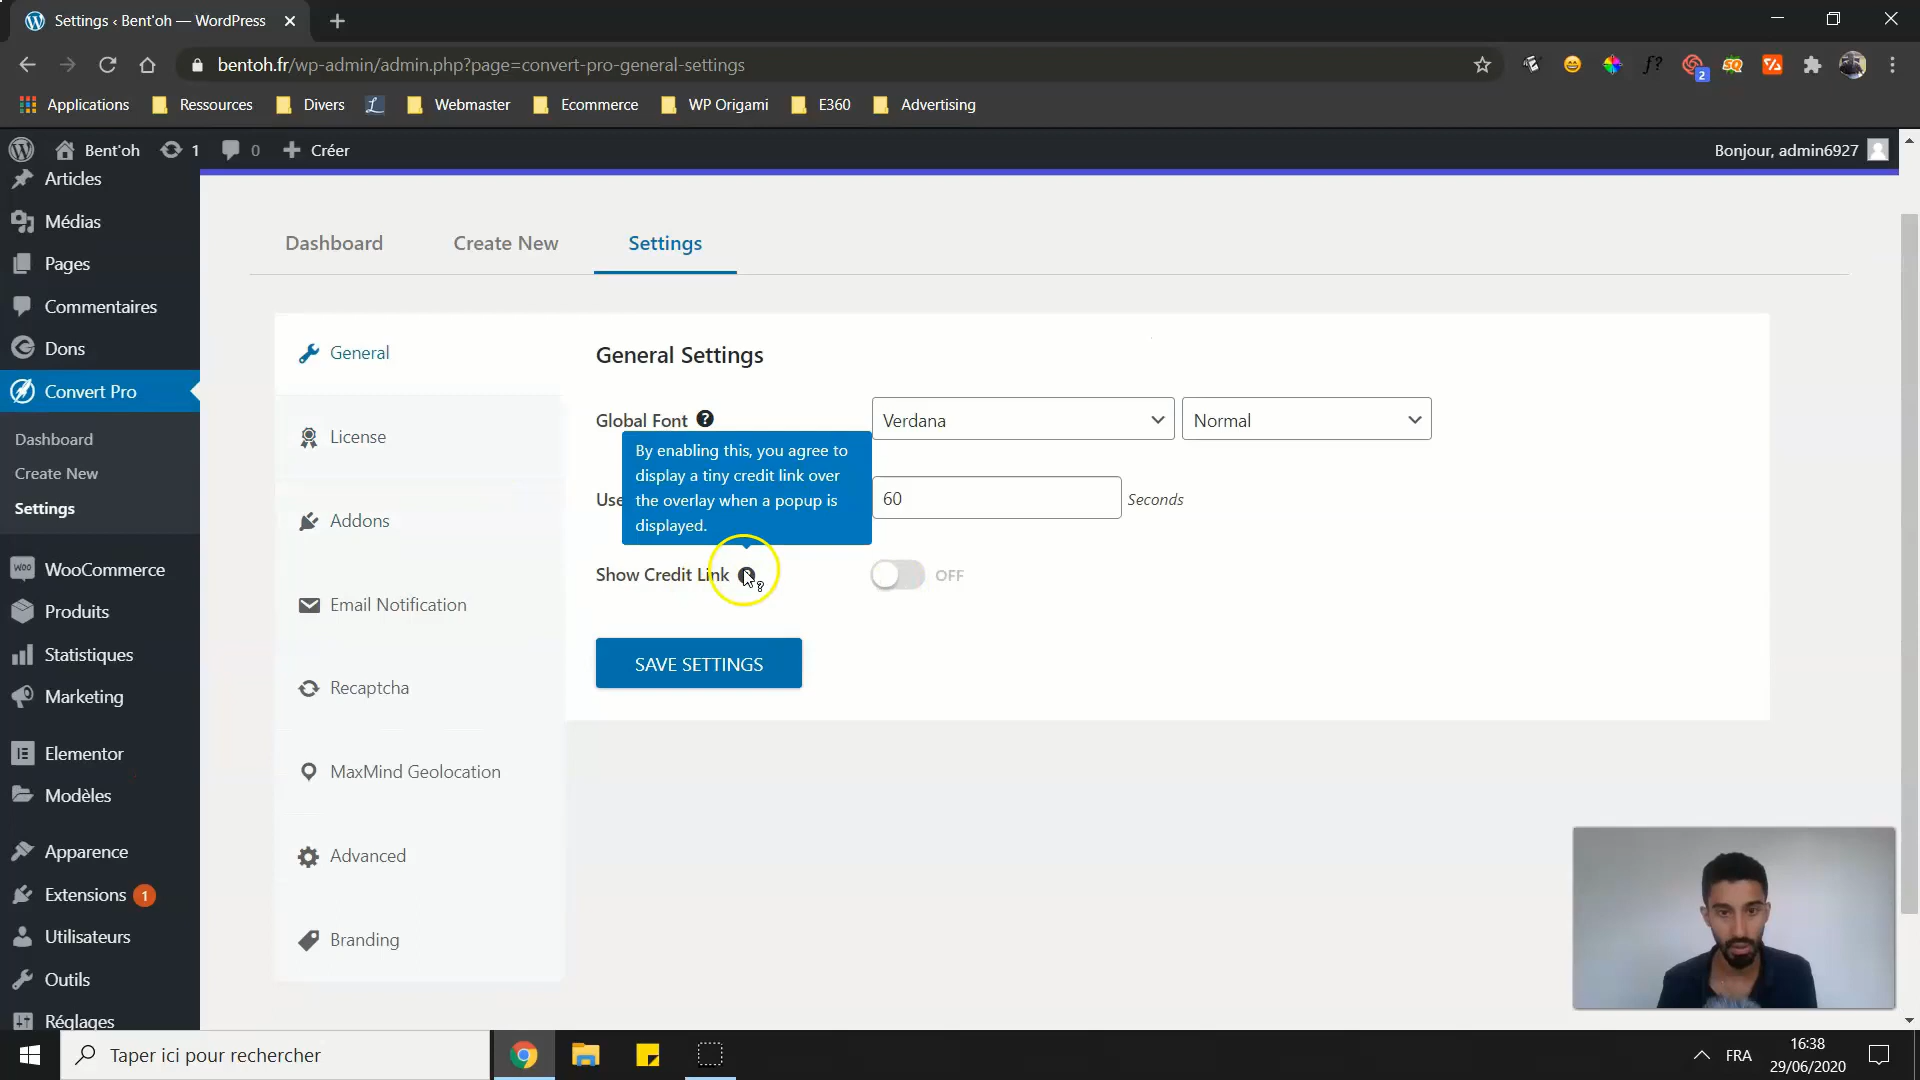 Settings ‹ Bent'oh — WordPress
bentoh.fr/wp-admin/admin.php?page=convert-pro-general-settings
Applications Ressources Divers Webmaster Ecommerce WP Origami E360 Advertising
Bent'oh 1 0 Créer Bonjour, admin6927
Articles
Médias
Pages
Commentaires
Dons
Convert Pro
Dashboard
Create New
Settings
WooCommerce
Produits
Statistiques
Marketing
Elementor
Modèles
Apparence
Extensions 1
Utilisateurs
Outils
Réglages
Dashboard Create New Settings
General
License
Addons
Email Notification
Recaptcha
MaxMind Geolocation
Advanced
Branding
General Settings
Global Font ? Verdana Normal
By enabling this, you agree to
display a tiny credit link over
the overlay when a popup is
displayed.
Use 60 Seconds
Show Credit Link OFF
SAVE SETTINGS
Taper ici pour rechercher
FRA
16:38
29/06/2020